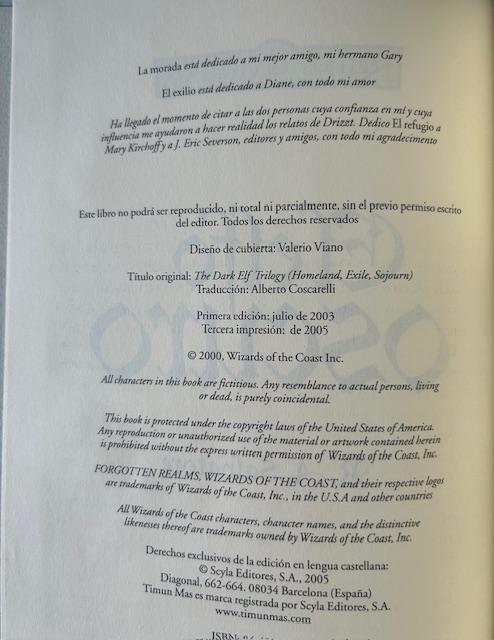 La morada está dedicado a mi mejor amigo, mi hermano Gary
El exilio está dedicado a Diane, con todo mi amor
Ha llegado el momento de citar a las dos personas cuya confianza en mí y cuya
influencia me ayudaron a hacer realidad los relatos de Drizzt. Dedico El refugio a
Mary Kirchoff y a J. Eric Severson, editores y amigos, con todo mi agradecimento
Este libro no podrá ser reproducido, ni total ni parcialmente, sin el previo permiso escrito
del editor. Todos los derechos reservados
Diseño de cubierta: Valerio Viano
Título original: The Dark Elf Trilogy (Homeland, Exile, Sojourn)
Traducción: Alberto Coscarelli
Primera edición: julio de 2003
Tercera impresión: de 2005
© 2000, Wizards of the Coast Inc.
All characters in this book are fictitious. Any resemblance to actual persons, living
or dead, is purely coincidental.
This book is protected under the copyright laws of the United States of America.
Any reproduction or unauthorized use of the material or artwork contained herein
is prohibited without the express written permission of Wizards of the Coast, Inc.
FORGOTTEN REALMS, WIZARDS OF THE COAST, and their respective logos
are trademarks of Wizards of the Coast, Inc., in the U.S.A and other countries
All Wizards of the Coast characters, character names, and the distinctive
likenesses thereof are trademarks owned by Wizards of the Coast, Inc.
Derechos exclusivos de la edición en lengua castellana:
© Scyla Editores, S.A., 2005
Diagonal, 662-664. 08034 Barcelona (España)
Timun Mas es marca registrada por Scyla Editores, S.A.
www.timunmas.com
ISBN: